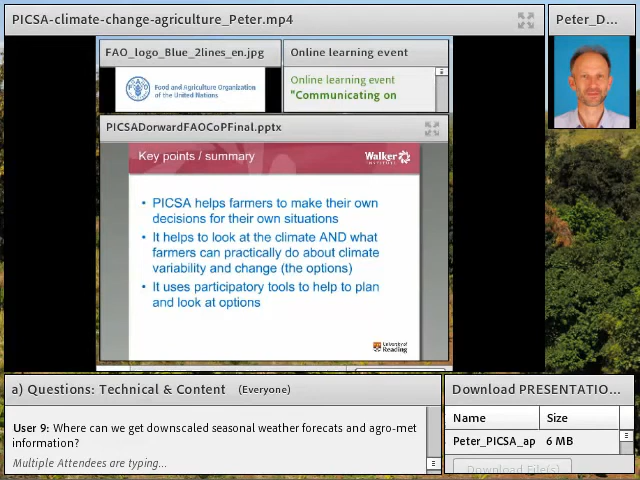 PICSA-climate-change-agriculture_Peter.mp4
Peter_D...
FAO_logo_Blue_2lines_en.jpg
Online learning event
Food and Agriculture Organization
of the United Nations
Online learning event
"Communicating on
PICSADorwardFAOCoPFinal.pptx
Key points / summary
Walker
INSTITUTE
• PICSA helps farmers to make their own
decisions for their own situations
• It helps to look at the climate AND what
farmers can practically do about climate
variability and change (the options)
• It uses participatory tools to help to plan
and look at options
University of
Reading
a) Questions: Technical & Content (Everyone)
User 9: Where can we get downscaled seasonal weather forecats and agro-met
information?
Multiple Attendees are typing...
Download PRESENTATIO...
Name Size
Peter_PICSA_ap 6 MB
Download File(s)